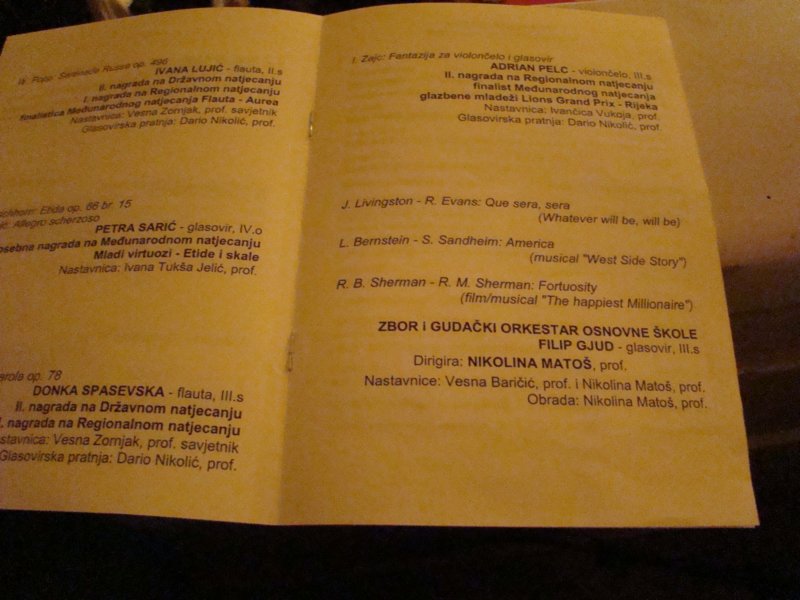 Popp: Serenade Russe op. 496
IVANA LUJIĆ - flauta, II.s
II. nagrada na Državnom natjecanju
I. nagrada na Regionalnom natjecanju
finalistica Međunarodnog natjecanja Flauta - Aurea
Nastavnica: Vesna Zornjak, prof. savjetnik
Glasovirska pratnja: Dario Nikolić, prof.
Etida op. 66 br. 15
Allegro scherzoso
PETRA SARIĆ - glasovir, IV.o
nagrada na Međunarodnom natjecanju
Mladi virtuozi - Etide i skale
Nastavnica: Ivana Tukša Jelić, prof.
op. 78
DONKA SPASEVSKA - flauta, III.s
II. nagrada na Državnom natjecanju
nagrada na Regionalnom natjecanju
Vesna Zornjak, prof. savjetnik
Glasovirska pratnja: Dario Nikolić, prof.
I. Zajc: Fantazija za violončelo i glasovir
ADRIAN PELC - violončelo, III.s
II. nagrada na Regionalnom natjecanju
finalist Međunarodnog natjecanja
glazbene mladeži Lions Grand Prix - Rijeka
Nastavnica: Ivančica Vukoja, prof.
Glasovirska pratnja: Dario Nikolić, prof.
J. Livingston - R. Evans: Que sera, sera
(Whatever will be, will be)
L. Bernstein - S. Sandheim: America
(musical "West Side Story")
R. B. Sherman - R. M. Sherman: Fortuosity
(film/musical "The happiest Millionaire")
ZBOR i GUDAČKI ORKESTAR OSNOVNE ŠKOLE
FILIP GJUD - glasovir, III.s
Dirigira: NIKOLINA MATOŠ, prof.
Nastavnice: Vesna Baričić, prof. i Nikolina Matoš, prof.
Obrada: Nikolina Matoš, prof.